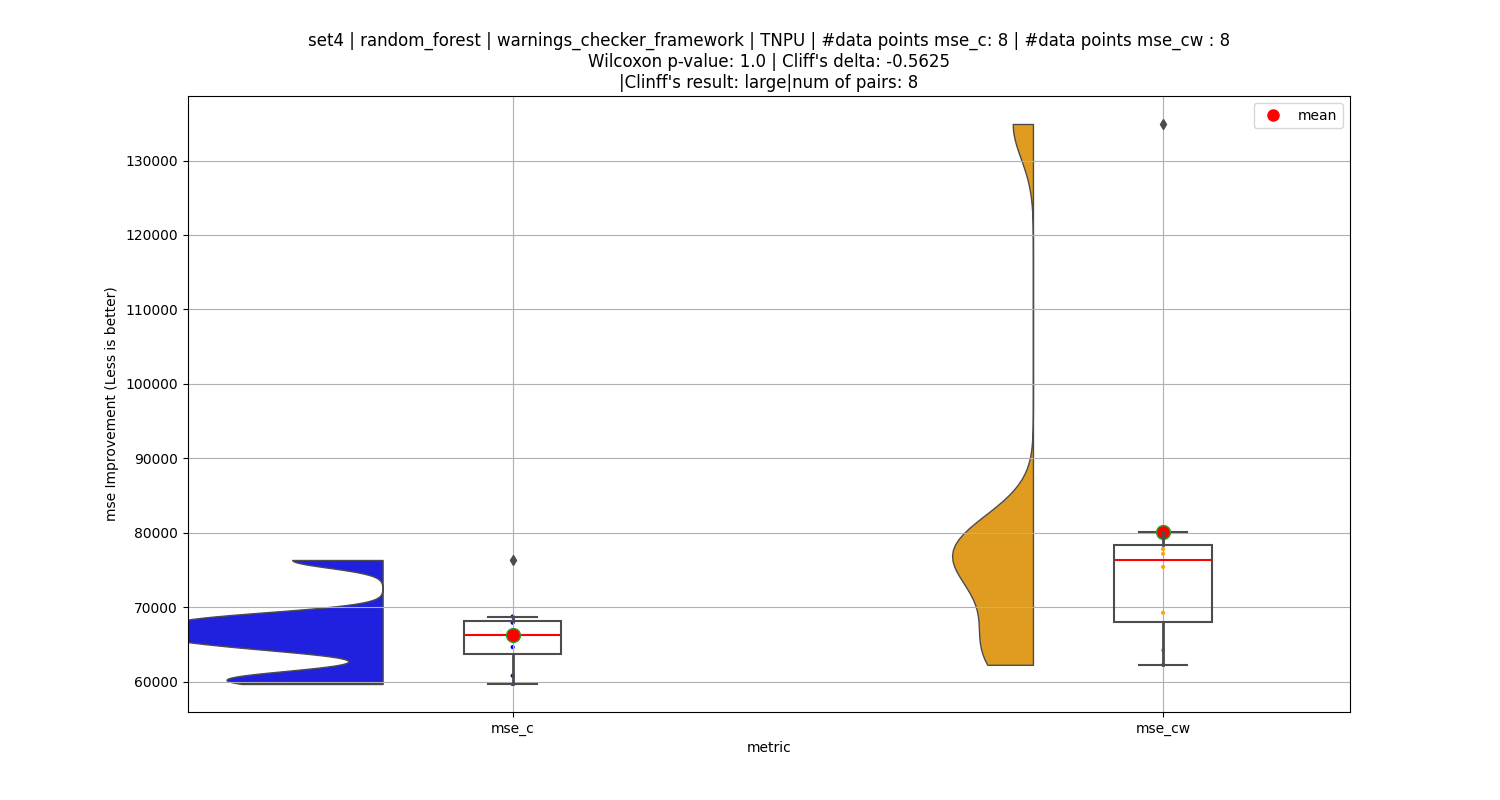 set4 | random_forest | warnings_checker_framework | TNPU | #data points mse_c: 8 | #data points mse_cw : 8
Wilcoxon p-value: 1.0 | Cliff's delta: -0.5625
|Clinff's result: large|num of pairs: 8
mean
130000
120000
110000
100000
90000
80000
70000
60000
mse Improvement (Less is better)
mse_c
mse_cw
metric